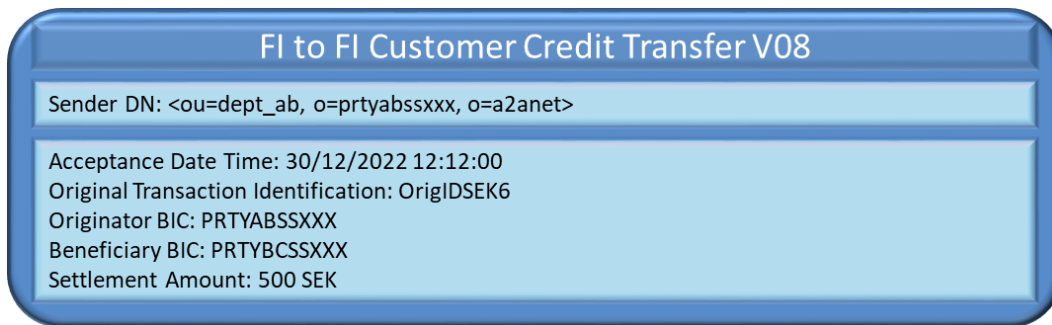 FI to FI Customer Credit Transfer V08
Sender DN: <ou=dept_ab, o=prtyabssxxx, o=a2anet>
Acceptance Date Time: 30/12/2022 12:12:00
Original Transaction Identification: OrigIDSEK6
Originator BIC: PRTYABSSXXX
Beneficiary BIC: PRTYBCSSXXX
Settlement Amount: 500 SEK